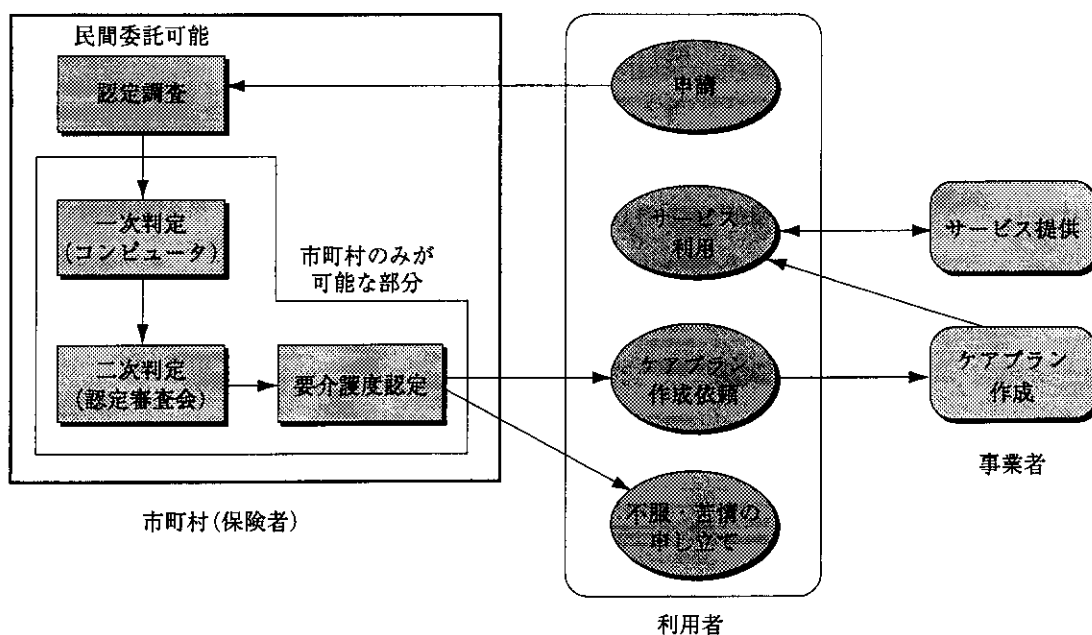 民間委託可能
認定調査
一次判定
(コンピュータ)
市町村のみが
可能な部分
二次判定
(認定審査会)
要介護度認定
市町村(保険者)
申請
サービス
利用
ケアプラン
作成依頼
不服・苦情の
申し立て
利用者
サービス提供
ケアプラン
作成
事業者